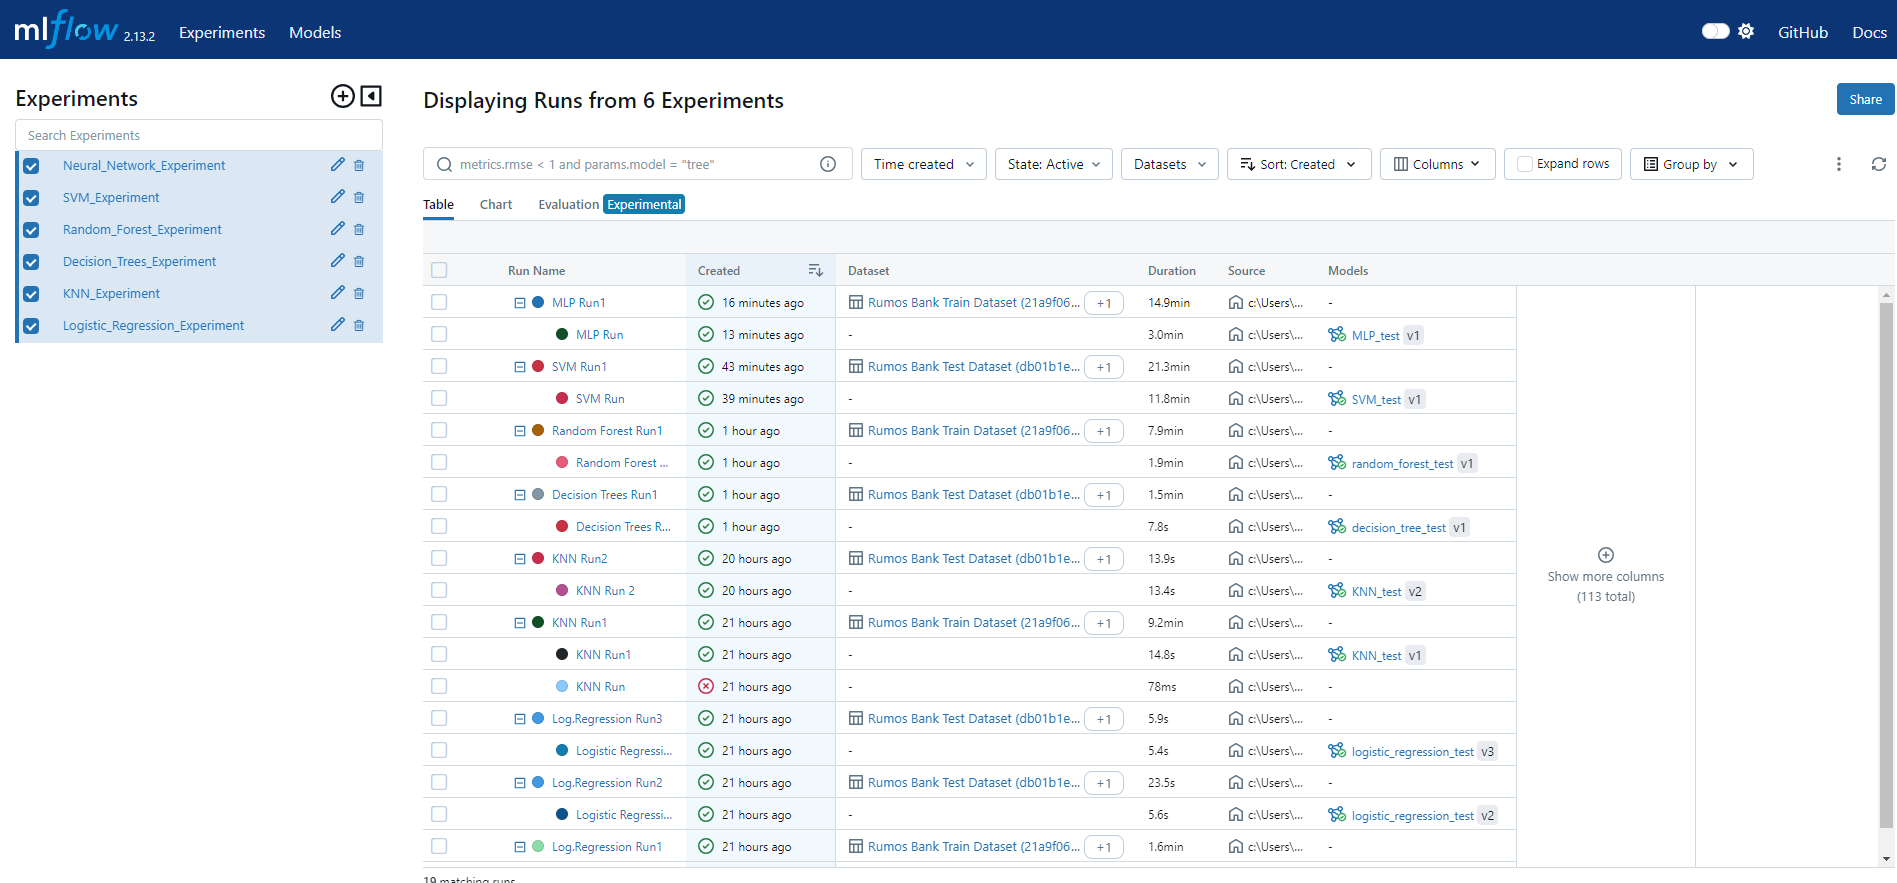 mlflow 2.13.2 Experiments Models GitHub Docs
Experiments
Displaying Runs from 6 Experiments
Share
Search Experiments
Neural_Network_Experiment
SVM_Experiment
Random_Forest_Experiment
Decision_Trees_Experiment
KNN_Experiment
Logistic_Regression_Experiment
metrics.rmse < 1 and params.model = "tree" Time created State: Active Datasets Sort: Created Columns Expand rows Group by
Table Chart Evaluation Experimental
Run Name Created Dataset Duration Source Models
MLP Run1 16 minutes ago Rumos Bank Train Dataset (21a9f06... +1 14.9min c:\Users\... -
MLP Run 13 minutes ago - 3.0min c:\Users\... MLP_test v1
SVM Run1 43 minutes ago Rumos Bank Test Dataset (db01b1e... +1 21.3min c:\Users\... -
SVM Run 39 minutes ago - 11.8min c:\Users\... SVM_test v1
Random Forest Run1 1 hour ago Rumos Bank Train Dataset (21a9f06... +1 7.9min c:\Users\... -
Random Forest ... 1 hour ago - 1.9min c:\Users\... random_forest_test v1
Decision Trees Run1 1 hour ago Rumos Bank Test Dataset (db01b1e... +1 1.5min c:\Users\... -
Decision Trees R... 1 hour ago - 7.8s c:\Users\... decision_tree_test v1
KNN Run2 20 hours ago Rumos Bank Test Dataset (db01b1e... +1 13.9s c:\Users\... -
KNN Run 2 20 hours ago - 13.4s c:\Users\... KNN_test v2
KNN Run1 21 hours ago Rumos Bank Train Dataset (21a9f06... +1 9.2min c:\Users\... -
KNN Run1 21 hours ago - 14.8s c:\Users\... KNN_test v1
KNN Run 21 hours ago - 78ms c:\Users\... -
Log.Regression Run3 21 hours ago Rumos Bank Test Dataset (db01b1e... +1 5.9s c:\Users\... -
Logistic Regressi... 21 hours ago - 5.4s c:\Users\... logistic_regression_test v3
Log.Regression Run2 21 hours ago Rumos Bank Test Dataset (db01b1e... +1 23.5s c:\Users\... -
Logistic Regressi... 21 hours ago - 5.6s c:\Users\... logistic_regression_test v2
Log.Regression Run1 21 hours ago Rumos Bank Train Dataset (21a9f06... +1 1.6min c:\Users\... -
Show more columns
(113 total)
19 matching runs